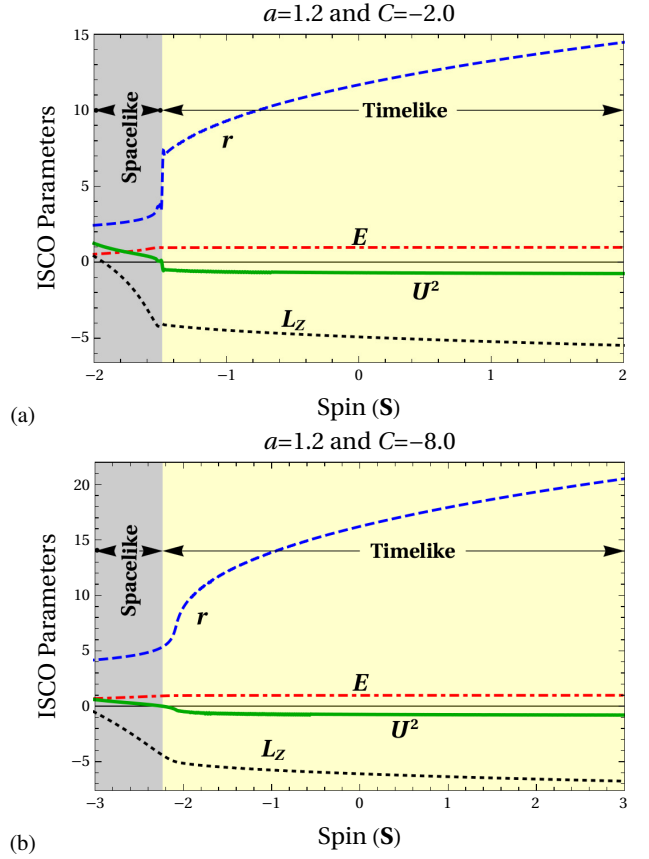 a=1.2 and C=−2.0
15
10
5
0
−5
ISCO Parameters
Spacelike
Timelike
r
E
U²
L_Z
−2 −1 0 1 2
Spin (S)
(a)
a=1.2 and C=−8.0
20
15
10
5
0
−5
ISCO Parameters
Spacelike
Timelike
r
E
U²
L_Z
−3 −2 −1 0 1 2 3
Spin (S)
(b)